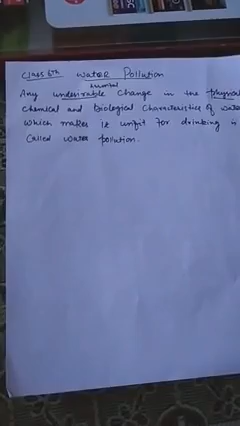 Class 6th Water Pollution
Any undesirable change in the physical
chemical and biological characteristics of wate
which makes it unfit for drinking is
called water pollution.